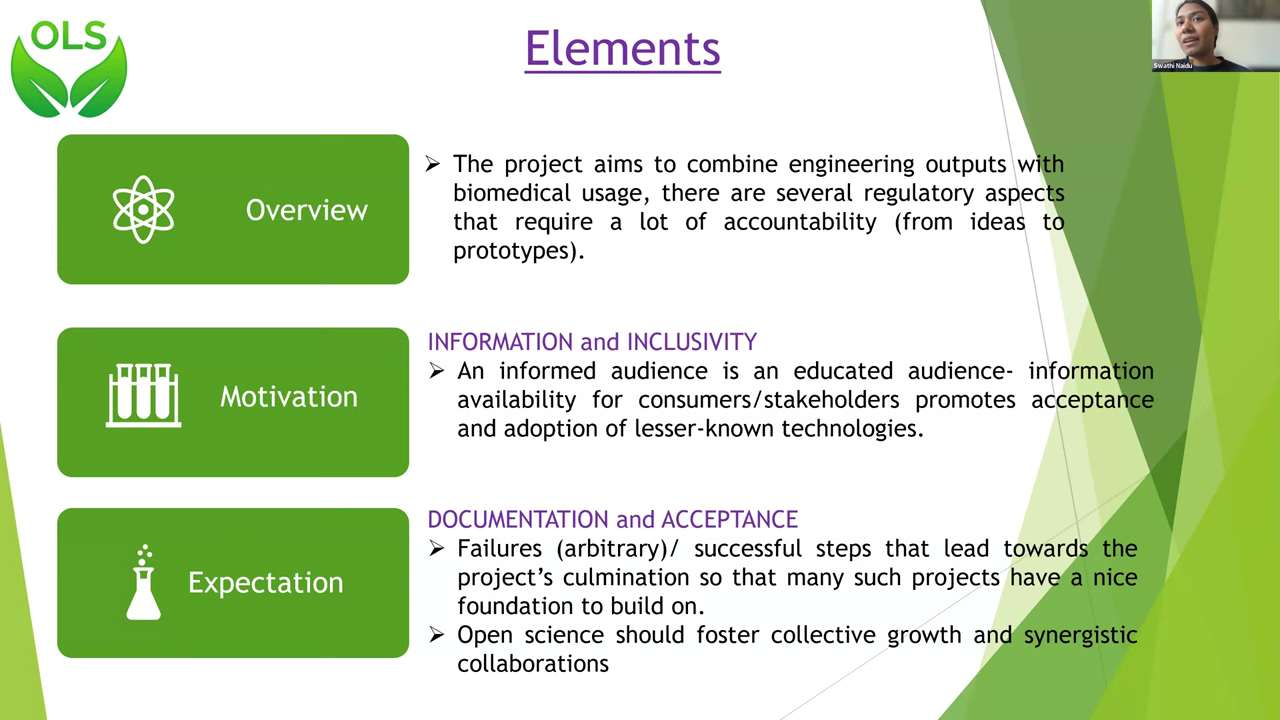 OLS
Elements
Swathi Naidu
Overview
➢ The project aims to combine engineering outputs with
biomedical usage, there are several regulatory aspects
that require a lot of accountability (from ideas to
prototypes).
Motivation
INFORMATION and INCLUSIVITY
➢ An informed audience is an educated audience- information
availability for consumers/stakeholders promotes acceptance
and adoption of lesser-known technologies.
Expectation
DOCUMENTATION and ACCEPTANCE
➢ Failures (arbitrary)/ successful steps that lead towards the
project’s culmination so that many such projects have a nice
foundation to build on.
➢ Open science should foster collective growth and synergistic
collaborations